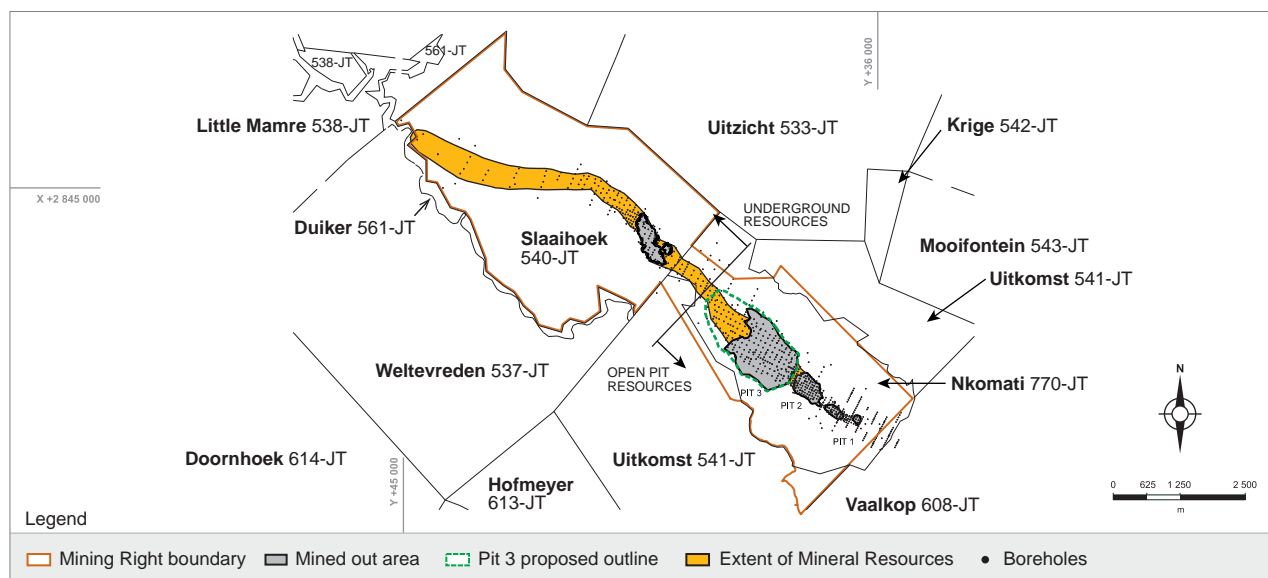 561-JT
538-JT
Y +36 000
Little Mamre 538-JT
Uitzicht 533-JT
Krige 542-JT
X +2 845 000
UNDERGROUND
RESOURCES
Duiker 561-JT
Slaaihoek
540-JT
Mooifontein 543-JT
Uitkomst 541-JT
Weltevreden 537-JT
OPEN PIT
RESOURCES
Nkomati 770-JT
PIT 3
PIT 2
PIT 1
N
Doornhoek 614-JT
Y +45 000
Uitkomst 541-JT
Hofmeyer
613-JT
Vaalkop 608-JT
0 625 1 250 2 500
m
Legend
Mining Right boundary Mined out area Pit 3 proposed outline Extent of Mineral Resources Boreholes